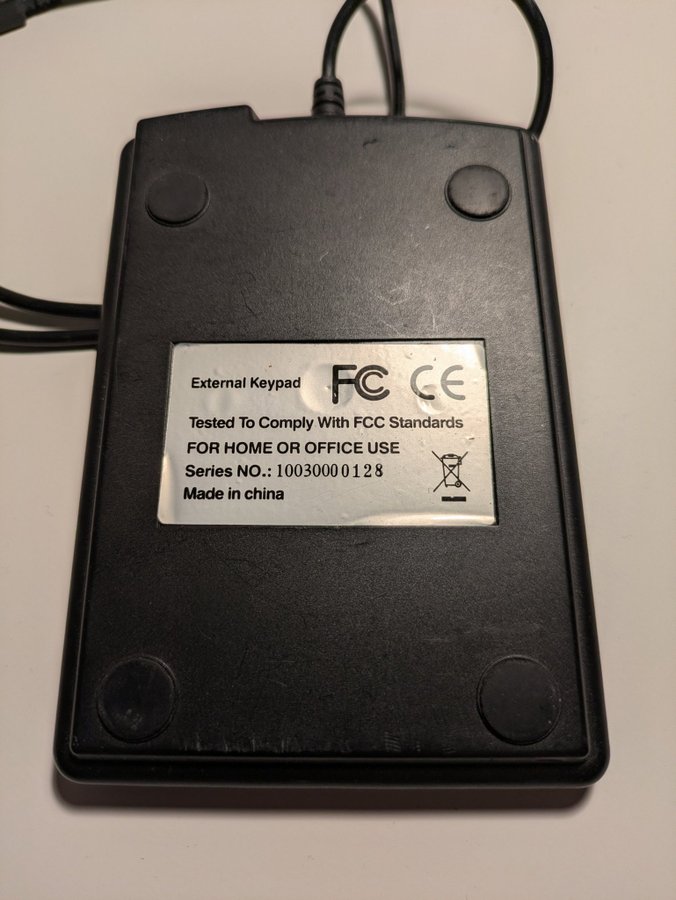 External Keypad FC CE
Tested To Comply With FCC Standards
FOR HOME OR OFFICE USE
Series NO.: 10030000128
Made in china